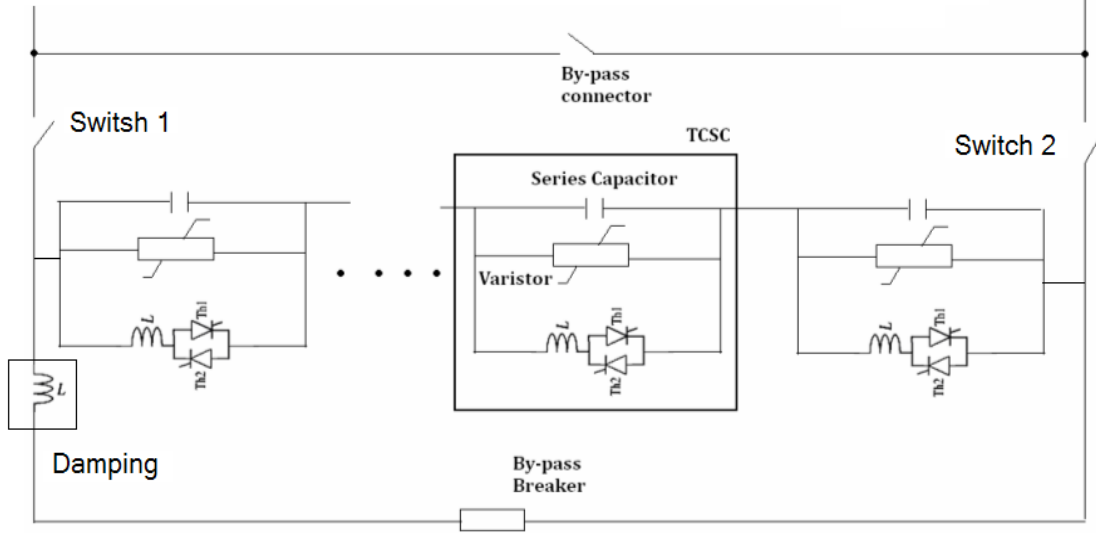 By-pass
connector
Switsh 1
TCSC
Switch 2
Series Capacitor
Varistor
L
Th1
Th2
L
Th1
Th2
L
Th1
Th2
L
Damping
By-pass
Breaker